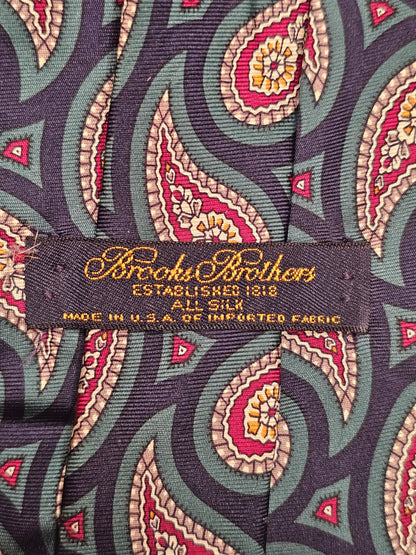 Brooks Brothers
ESTABLISHED 1818
ALL SILK
MADE IN U.S.A. OF IMPORTED FABRIC